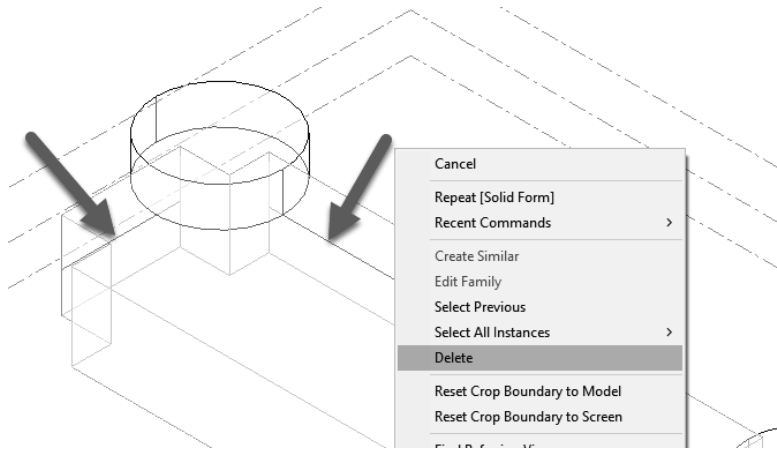 Cancel
Repeat [Solid Form]
Recent Commands
Create Similar
Edit Family
Select Previous
Select All Instances
Delete
Reset Crop Boundary to Model
Reset Crop Boundary to Screen